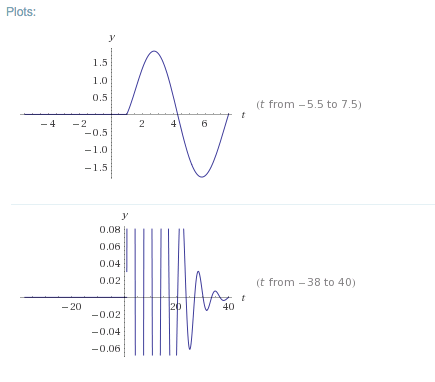 Plots:
y
1.5
1.0
0.5
−4 −2 2 4 6 t
−0.5
−1.0
−1.5
(t from −5.5 to 7.5)
y
0.08
0.06
0.04
0.02
−20 20 40 t
−0.02
−0.04
−0.06
(t from −38 to 40)